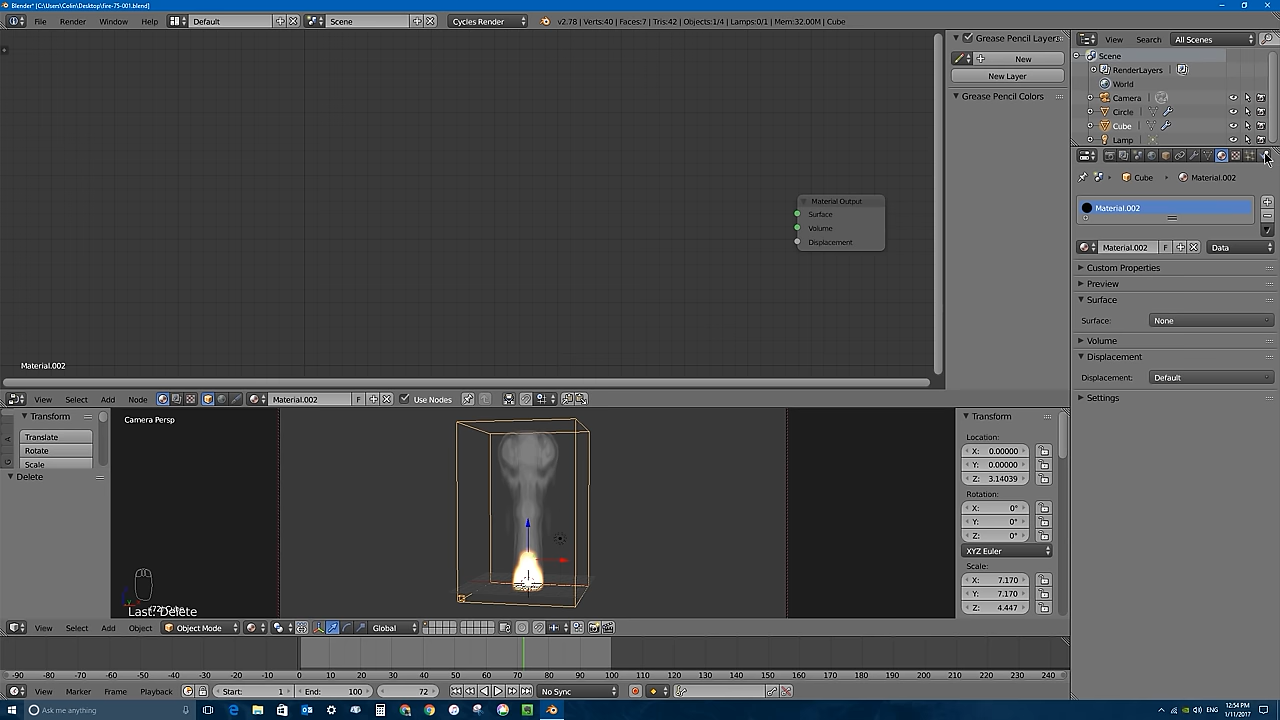 Blender* [C:\Users\Colin\Desktop\fire-75-001.blend]
File Render Window Help Default Scene Cycles Render v2.78 | Verts:40 | Faces:7 | Tris:42 | Objects:1/4 | Lamps:0/1 | Mem:32.00M | Cube
Grease Pencil Layers
New
New Layer
Grease Pencil Colors
Material Output
Surface
Volume
Displacement
Material.002
View Select Add Node Material.002 F Use Nodes
View Search All Scenes
Scene
RenderLayers
World
Camera
Circle
Cube
Lamp
Cube Material.002
Material.002
Material.002 F Data
Custom Properties
Preview
Surface
Surface: None
Volume
Displacement
Displacement: Default
Settings
Transform
Translate
Rotate
Scale
Delete
Camera Persp
Last: Delete
Transform
Location:
X: 0.00000
Y: 0.00000
Z: 3.14039
Rotation:
X: 0°
Y: 0°
Z: 0°
XYZ Euler
Scale:
X: 7.170
Y: 7.170
Z: 4.447
View Select Add Object Object Mode Global
-90 -80 -70 -60 -50 -40 -30 -20 -10 0 10 20 30 40 50 60 70 80 90 100 110 120 130 140 150 160 170 180 190 200 210 220 230 240
View Marker Frame Playback Start: 1 End: 100 72 No Sync
Ask me anything ENG 12:54 PM
1/11/2017